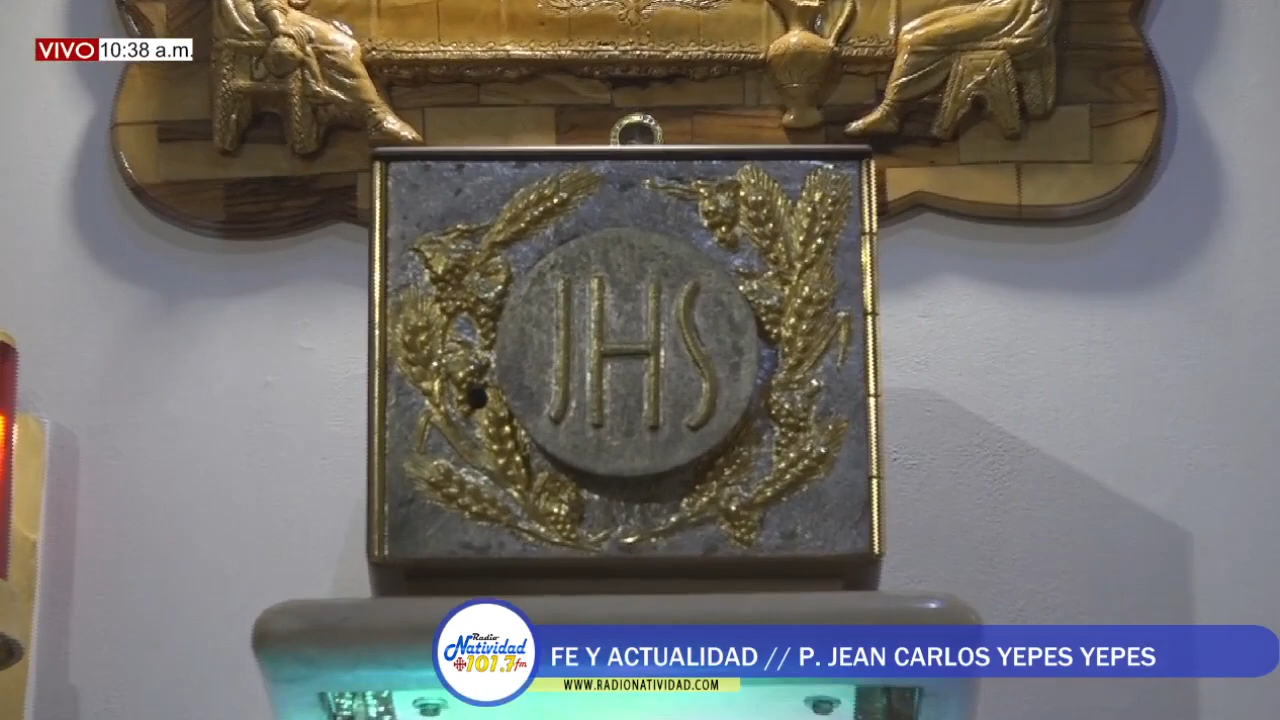 VIVO 10:38 a.m.
JHS
Radio
Natividad
101.7 fm
FE Y ACTUALIDAD // P. JEAN CARLOS YEPES YEPES
WWW.RADIONATIVIDAD.COM